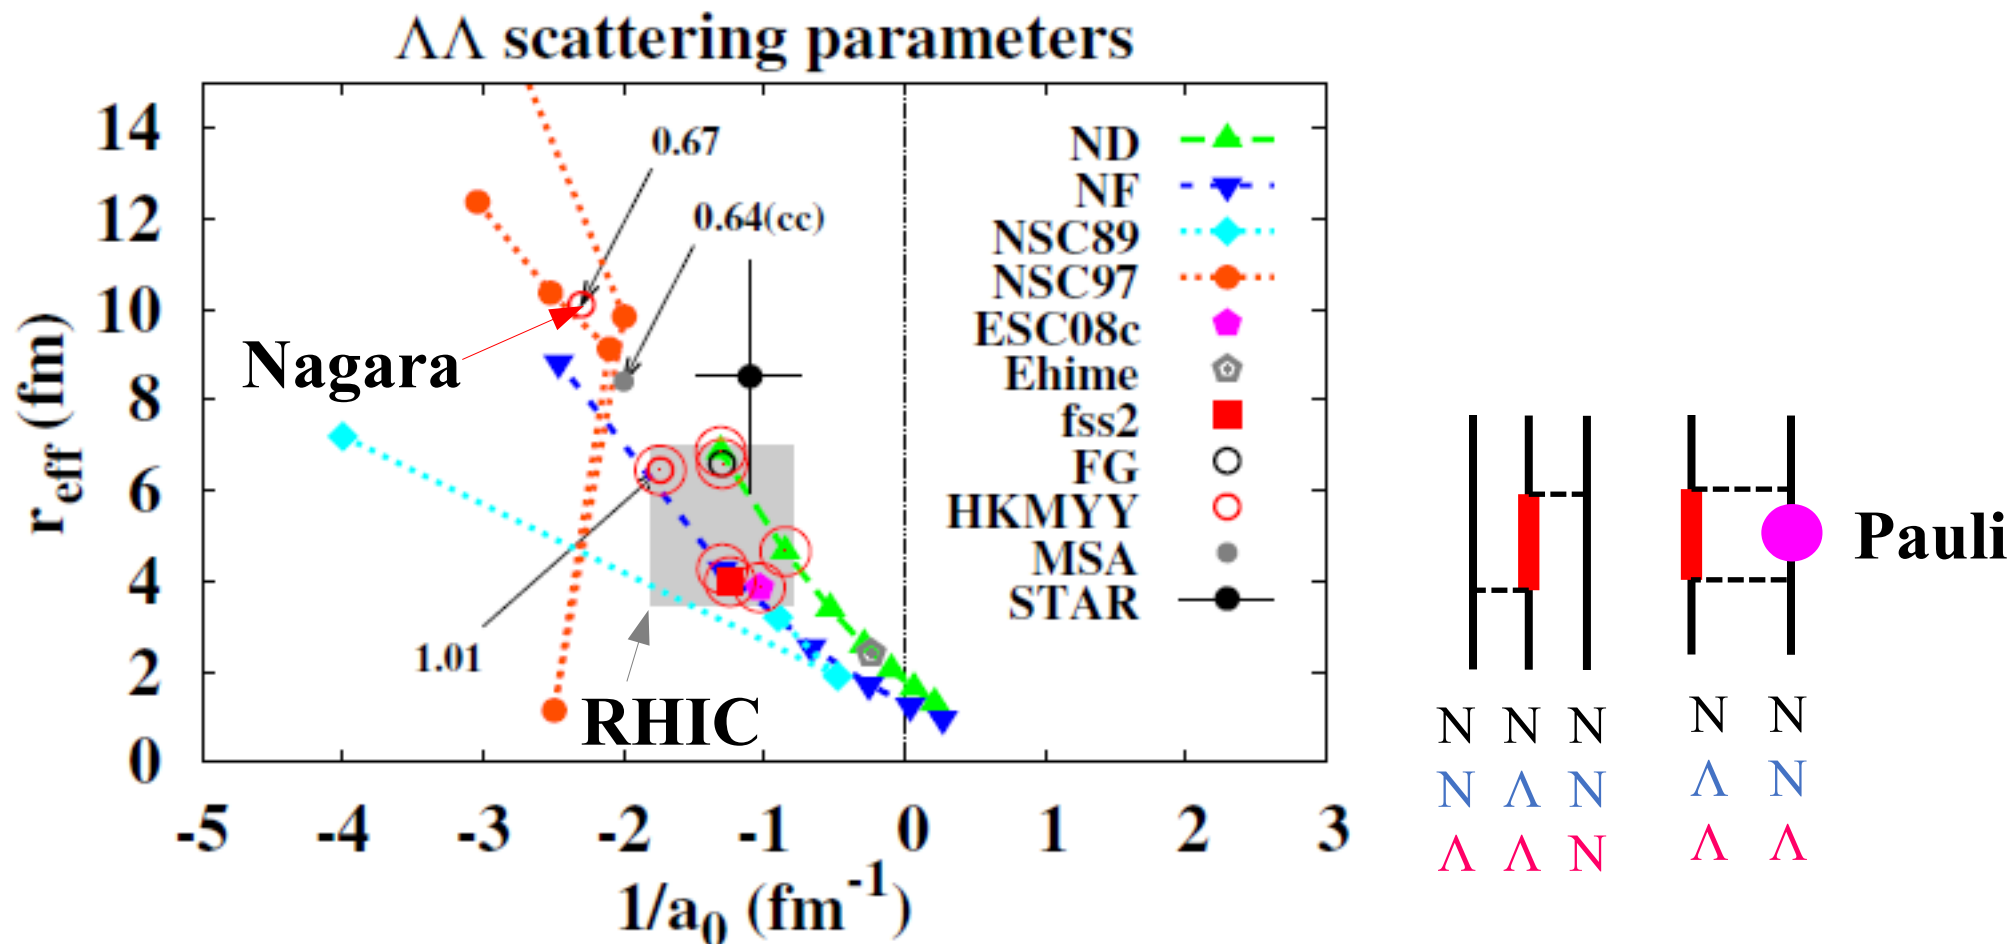 ΛΛ scattering parameters
r_eff (fm)
14
12
10
8
6
4
2
0
-5 -4 -3 -2 -1 0 1 2 3
1/a_0 (fm^-1)
0.67
0.64(cc)
Nagara
1.01
RHIC
ND
NF
NSC89
NSC97
ESC08c
Ehime
fss2
FG
HKMYY
MSA
STAR
N N N
N Λ N
Λ Λ N
Pauli
N N
Λ N
Λ Λ